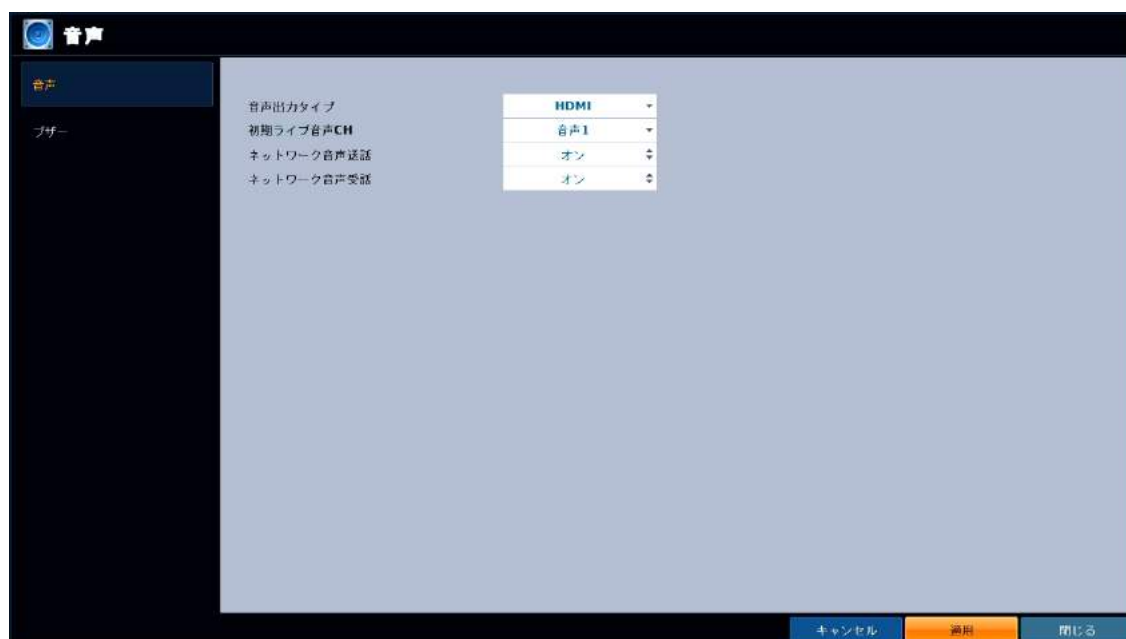 音声
音声
ブザー
音声出力タイプ HDMI
初期ライブ音声CH 音声1
ネットワーク音声送話 オン
ネットワーク音声受話 オン
キャンセル 適用 閉じる